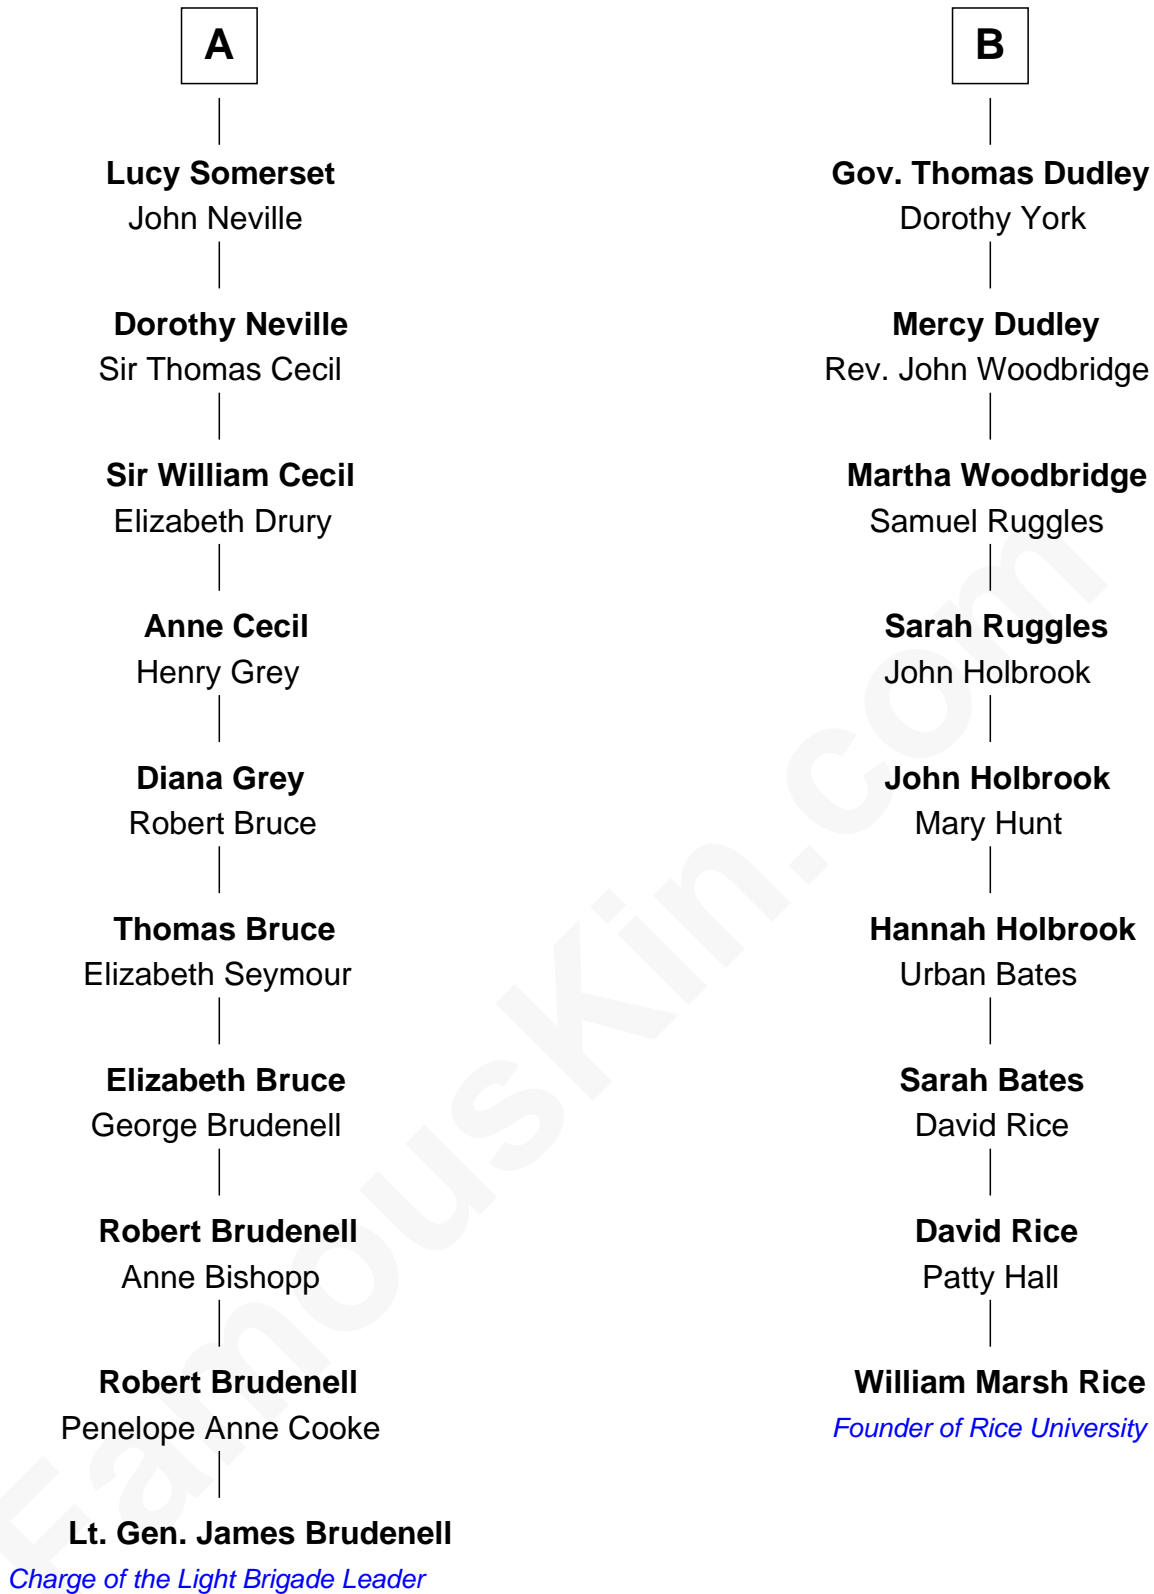 A
Lucy Somerset
John Neville
Dorothy Neville
Sir Thomas Cecil
Sir William Cecil
Elizabeth Drury
Anne Cecil
Henry Grey
Diana Grey
Robert Bruce
Thomas Bruce
Elizabeth Seymour
Elizabeth Bruce
George Brudenell
Robert Brudenell
Anne Bishopp
Robert Brudenell
Penelope Anne Cooke
Lt. Gen. James Brudenell
Charge of the Light Brigade Leader
B
Gov. Thomas Dudley
Dorothy York
Mercy Dudley
Rev. John Woodbridge
Martha Woodbridge
Samuel Ruggles
Sarah Ruggles
John Holbrook
John Holbrook
Mary Hunt
Hannah Holbrook
Urban Bates
Sarah Bates
David Rice
David Rice
Patty Hall
William Marsh Rice
Founder of Rice University
FamousKin.com